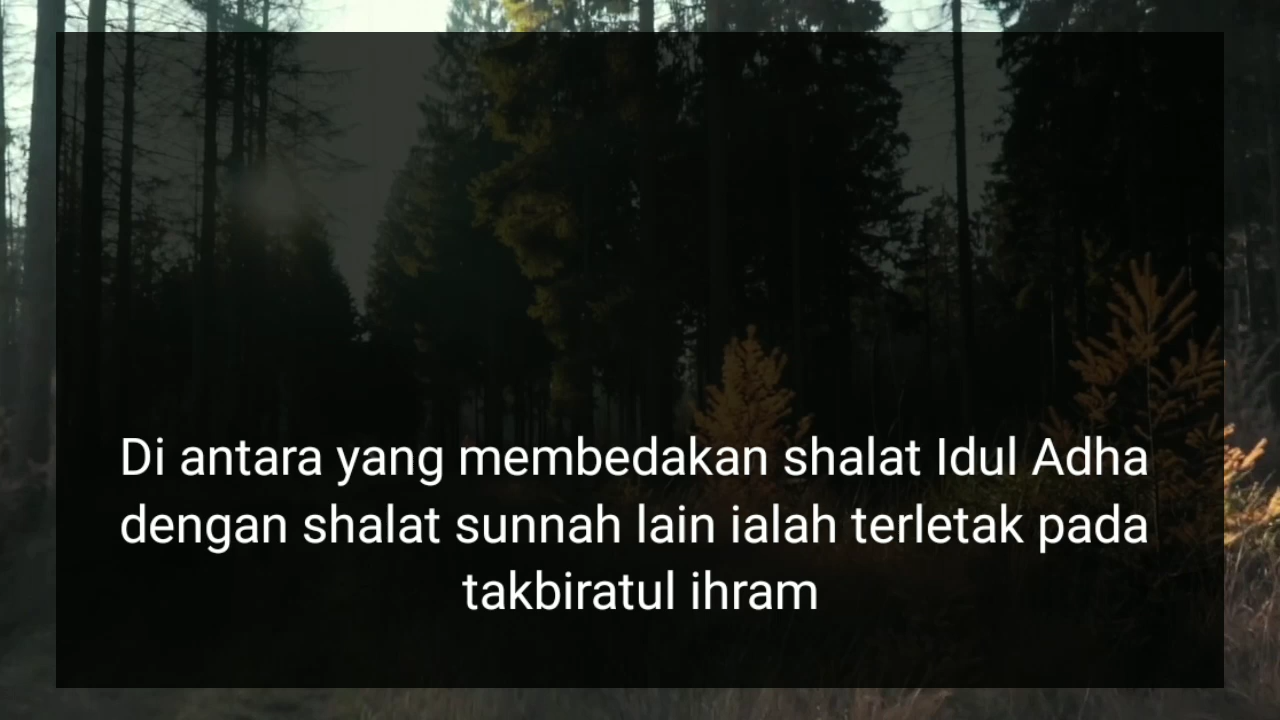 Di antara yang membedakan shalat Idul Adha
dengan shalat sunnah lain ialah terletak pada
takbiratul ihram